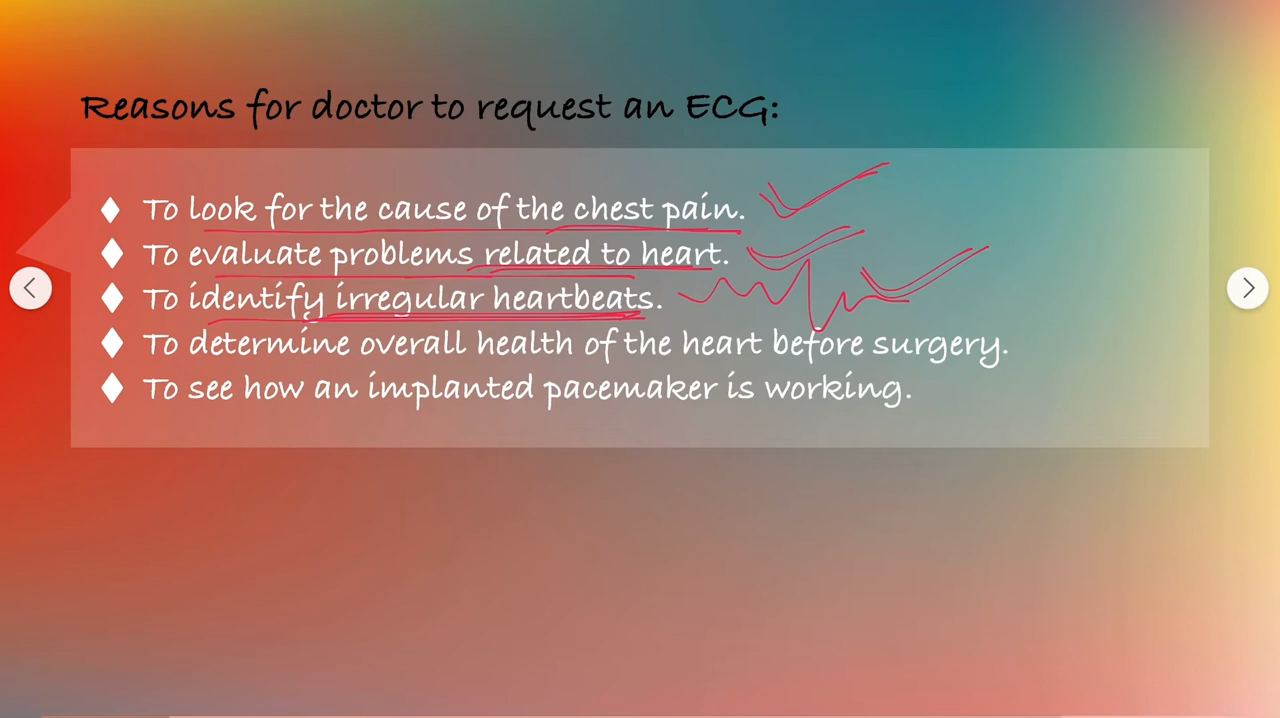 Reasons for doctor to request an ECG:
To look for the cause of the chest pain.
To evaluate problems related to heart.
To identify irregular heartbeats.
To determine overall health of the heart before surgery.
To see how an implanted pacemaker is working.